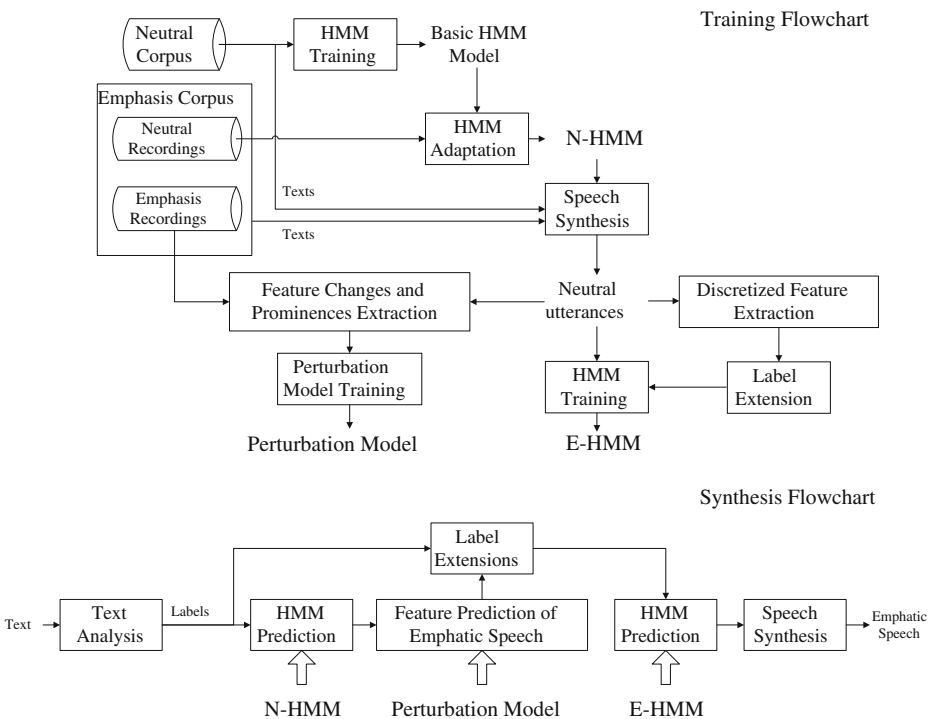 Training Flowchart
Neutral
Corpus
HMM
Training
Basic HMM
Model
Emphasis Corpus
Neutral
Recordings
HMM
Adaptation
N-HMM
Emphasis
Recordings
Texts
Texts
Speech
Synthesis
Feature Changes and
Prominences Extraction
Neutral
utterances
Discretized Feature
Extraction
Perturbation
Model Training
HMM
Training
Label
Extension
Perturbation Model
E-HMM
Synthesis Flowchart
Label
Extensions
Text
Text
Analysis
Labels
HMM
Prediction
Feature Prediction of
Emphatic Speech
HMM
Prediction
Speech
Synthesis
Emphatic
Speech
N-HMM
Perturbation Model
E-HMM